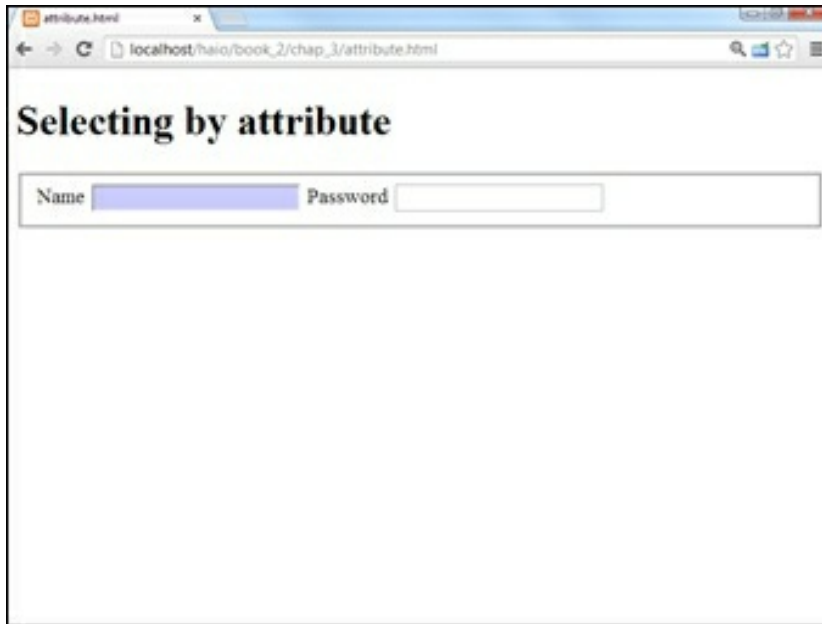 attribute.html
localhost/haio/book_2/chap_3/attribute.html
Selecting by attribute
Name Password